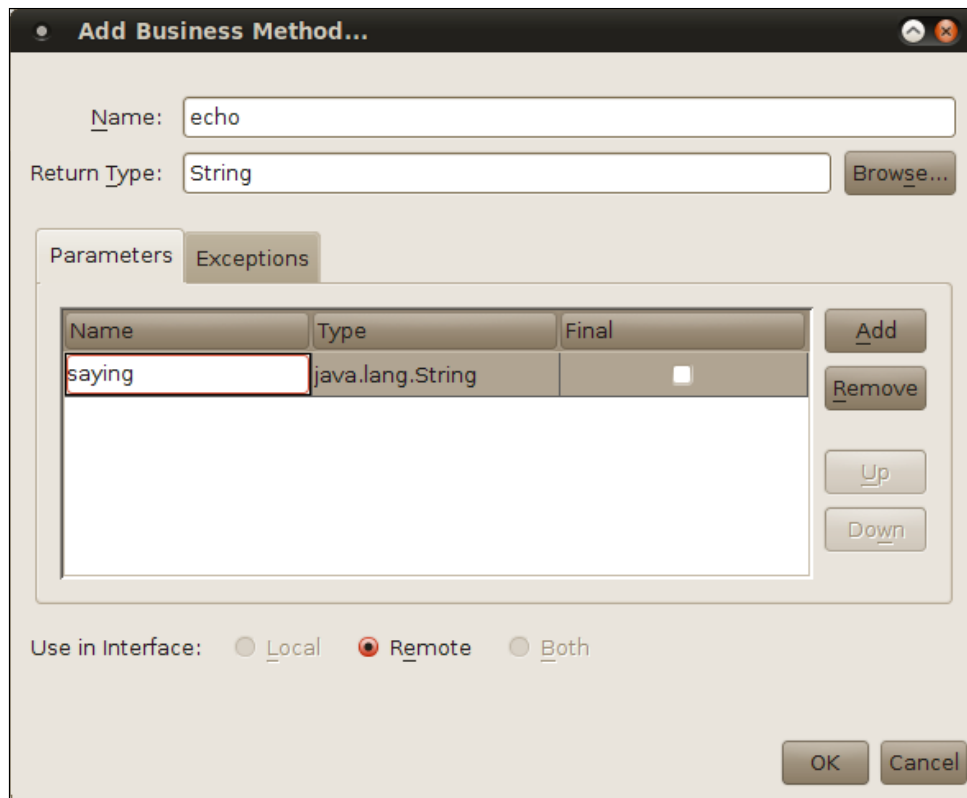 Add Business Method...
Name: echo
Return Type: String Browse...
Parameters Exceptions
Name Type Final Add
saying java.lang.String
Remove
Up
Down
Use in Interface: Local Remote Both
OK Cancel